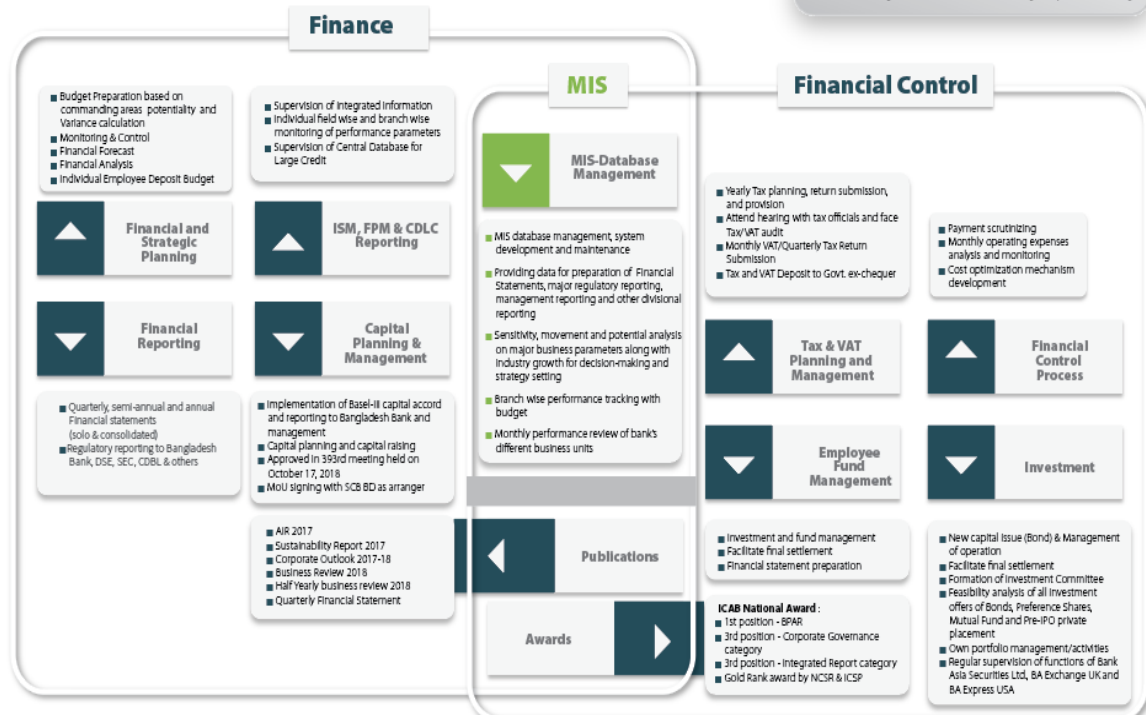 Finance
MIS
Financial Control
■ Budget Preparation based on
commanding areas potentiality and
Variance calculation
■ Monitoring & Control
■ Financial Forecast
■ Financial Analysis
■ Individual Employee Deposit Budget
■ Supervision of Integrated Information
■ Individual field wise and branch wise
monitoring of performance parameters
■ Supervision of Central Database for
Large Credit
Financial and
Strategic
Planning
ISM, FPM & CDLC
Reporting
Financial
Reporting
Capital
Planning &
Management
■ Quarterly, semi-annual and annual
Financial statements
(solo & consolidated)
■ Regulatory reporting to Bangladesh
Bank, DSE, SEC, CDBL & others
■ Implementation of Basel-III capital accord
and reporting to Bangladesh Bank and
management
■ Capital planning and capital raising
■ Approved in 393rd meeting held on
October 17, 2018
■ MoU signing with SCB BD as arranger
■ AIR 2017
■ Sustainability Report 2017
■ Corporate Outlook 2017-18
■ Business Review 2018
■ Half Yearly business review 2018
■ Quarterly Financial Statement
MIS-Database
Management
■ MIS database management, system
development and maintenance
■ Providing data for preparation of Financial
Statements, major regulatory reporting,
management reporting and other divisional
reporting
■ Sensitivity, movement and potential analysis
on major business parameters along with
industry growth for decision-making and
strategy setting
■ Branch wise performance tracking with
budget
■ Monthly performance review of bank's
different business units
Publications
Awards
■ Yearly Tax planning, return submission,
and provision
■ Attend hearing with tax officials and face
Tax/VAT audit
■ Monthly VAT/Quarterly Tax Return
Submission
■ Tax and VAT Deposit to Govt. ex-chequer
■ Payment scrutinizing
■ Monthly operating expenses
analysis and monitoring
■ Cost optimization mechanism
development
Tax & VAT
Planning and
Management
Financial
Control
Process
Employee
Fund
Management
Investment
■ Investment and fund management
■ Facilitate final settlement
■ Financial statement preparation
ICAB National Award :
■ 1st position - BPAR
■ 3rd position - Corporate Governance
category
■ 3rd position - Integrated Report category
■ Gold Rank award by NCSR & ICSP
■ New capital Issue (Bond) & Management
of operation
■ Facilitate final settlement
■ Formation of Investment Committee
■ Feasibility analysis of all investment
offers of Bonds, Preference Shares,
Mutual Fund and Pre-IPO private
placement
■ Own portfolio management/activities
■ Regular supervision of functions of Bank
Asia Securities Ltd, BA Exchange UK and
BA Express USA